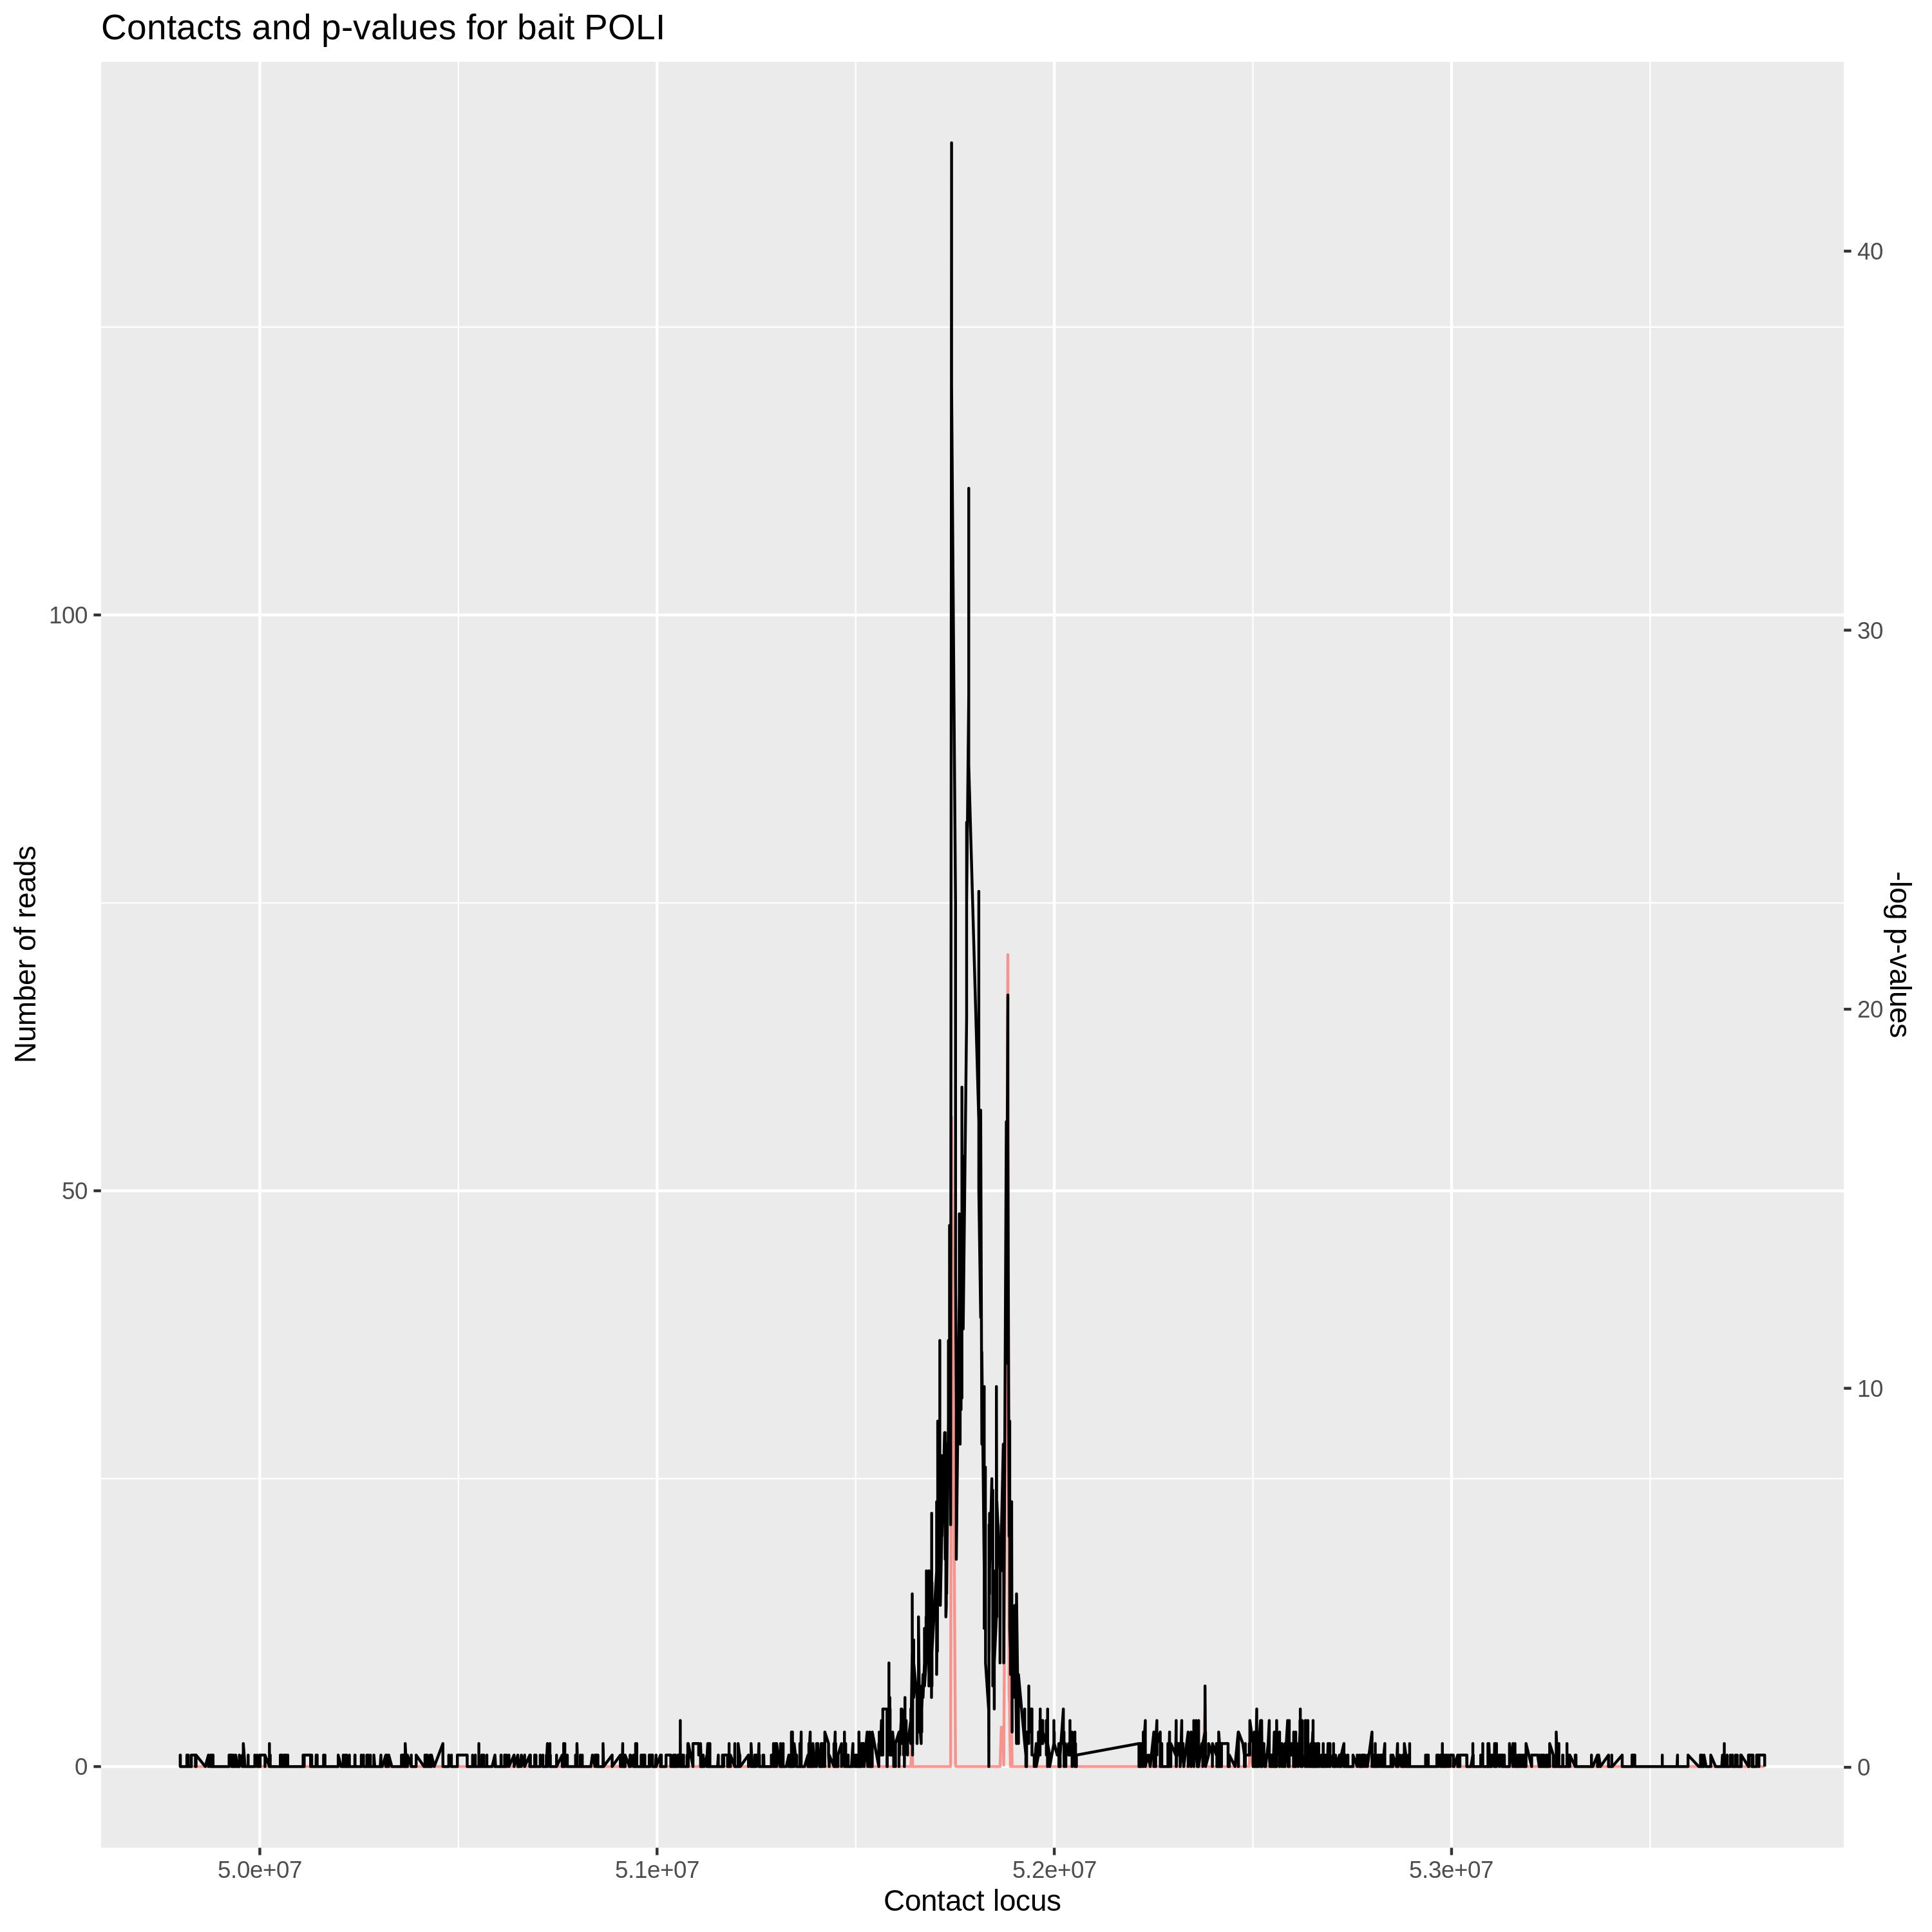 Contacts and p-values for bait POLI
Number of reads
100
50
0
40
30
20
10
0
-log p-values
5.0e+07
5.1e+07
5.2e+07
5.3e+07
Contact locus